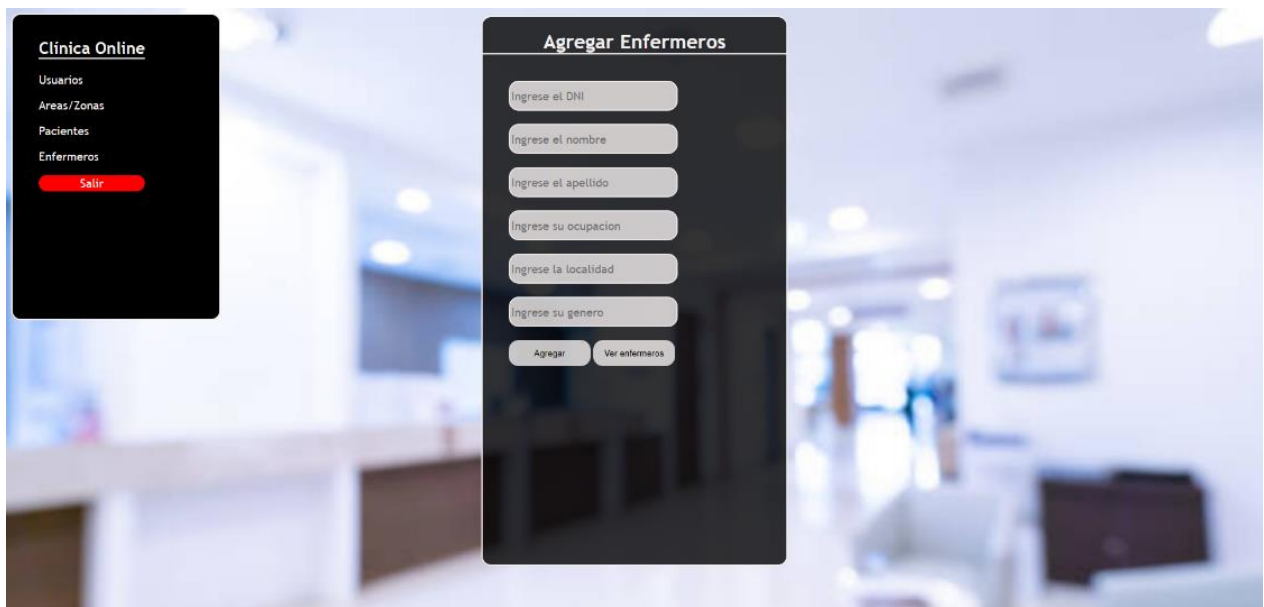 Clínica Online
Usuarios
Areas/Zonas
Pacientes
Enfermeros
Salir
Agregar Enfermeros
Ingrese el DNI
Ingrese el nombre
Ingrese el apellido
Ingrese su ocupacion
Ingrese la localidad
Ingrese su genero
Agregar Ver enfermeros